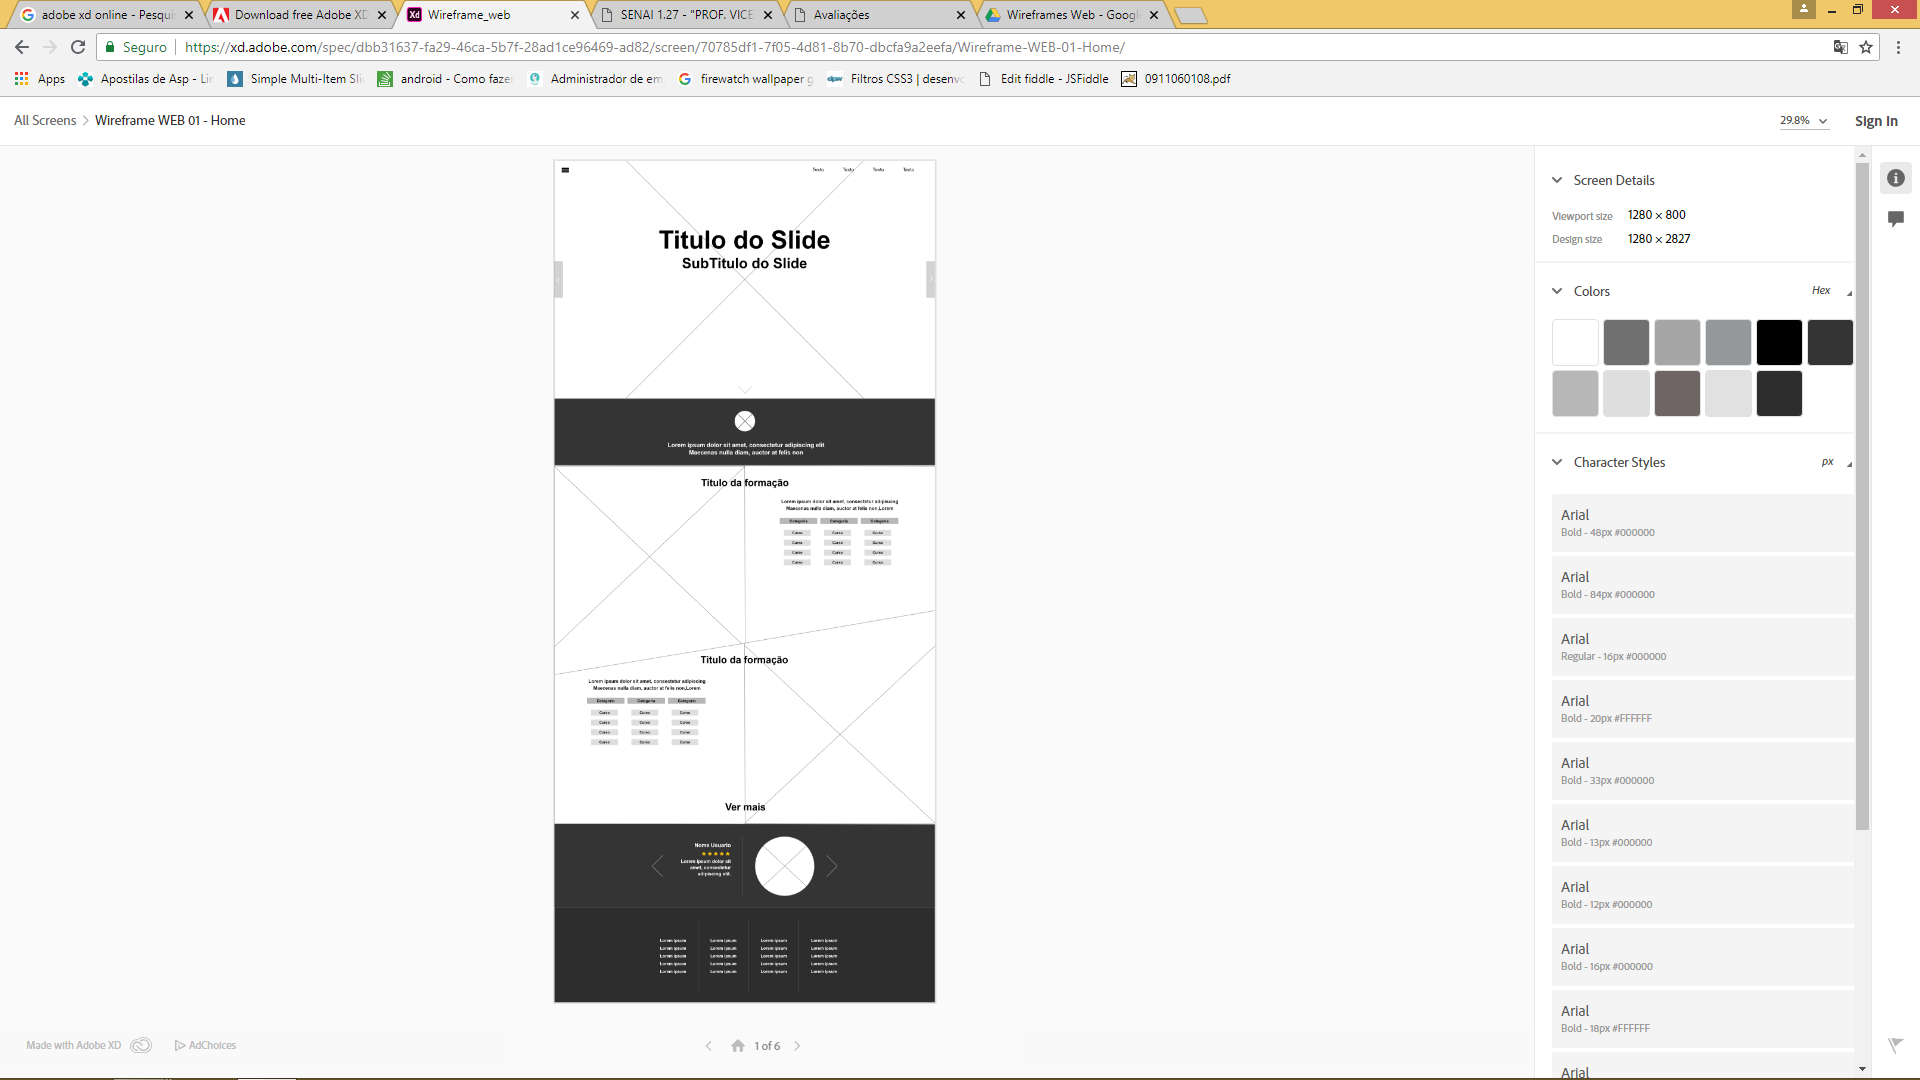 adobe xd online - Pesqui
Download free Adobe XD
Wireframe_web
SENAI 1.27 - "PROF. VICE
Avaliações
Wireframes Web - Googl
Seguro
https://xd.adobe.com/spec/dbb31637-fa29-46ca-5b7f-28ad1ce96469-ad82/screen/70785df1-7f05-4d81-8b70-dbcfa9a2eefa/Wireframe-WEB-01-Home/
Apps
Apostilas de Asp - Lin
Simple Multi-Item Sli
android - Como faze
Administrador de em
firewatch wallpaper g
Filtros CSS3 | desenv
Edit fiddle - JSFiddle
0911060108.pdf
All Screens
Wireframe WEB 01 - Home
29.8%
Sign In
Texto Texto Texto Texto
Titulo do Slide
SubTitulo do Slide
Lorem ipsum dolor sit amet, consectetur adipiscing elit
Maecenas nulla diam, auctor at felis non
Titulo da formação
Lorem ipsum dolor sit amet, consectetur adipiscing
Maecenas nulla diam, auctor at felis non,Lorem
Categoria Categoria Categoria
Curso Curso Curso
Curso Curso Curso
Curso Curso Curso
Curso Curso Curso
Titulo da formação
Lorem ipsum dolor sit amet, consectetur adipiscing
Maecenas nulla diam, auctor at felis non,Lorem
Categoria Categoria Categoria
Curso Curso Curso
Curso Curso Curso
Curso Curso Curso
Curso Curso Curso
Ver mais
Nome Usuario
Lorem ipsum dolor sit
amet, consectetur
adipiscing elit.
Lorem ipsum Lorem ipsum Lorem ipsum Lorem ipsum
Lorem ipsum Lorem ipsum Lorem ipsum Lorem ipsum
Lorem ipsum Lorem ipsum Lorem ipsum Lorem ipsum
Lorem ipsum Lorem ipsum Lorem ipsum Lorem ipsum
Lorem ipsum Lorem ipsum Lorem ipsum Lorem ipsum
Made with Adobe XD
AdChoices
1 of 6
Screen Details
Viewport size 1280 × 800
Design size 1280 × 2827
Colors
Hex
Character Styles
px
Arial
Bold - 48px #000000
Arial
Bold - 84px #000000
Arial
Regular - 16px #000000
Arial
Bold - 20px #FFFFFF
Arial
Bold - 33px #000000
Arial
Bold - 13px #000000
Arial
Bold - 12px #000000
Arial
Bold - 16px #000000
Arial
Bold - 18px #FFFFFF
Arial